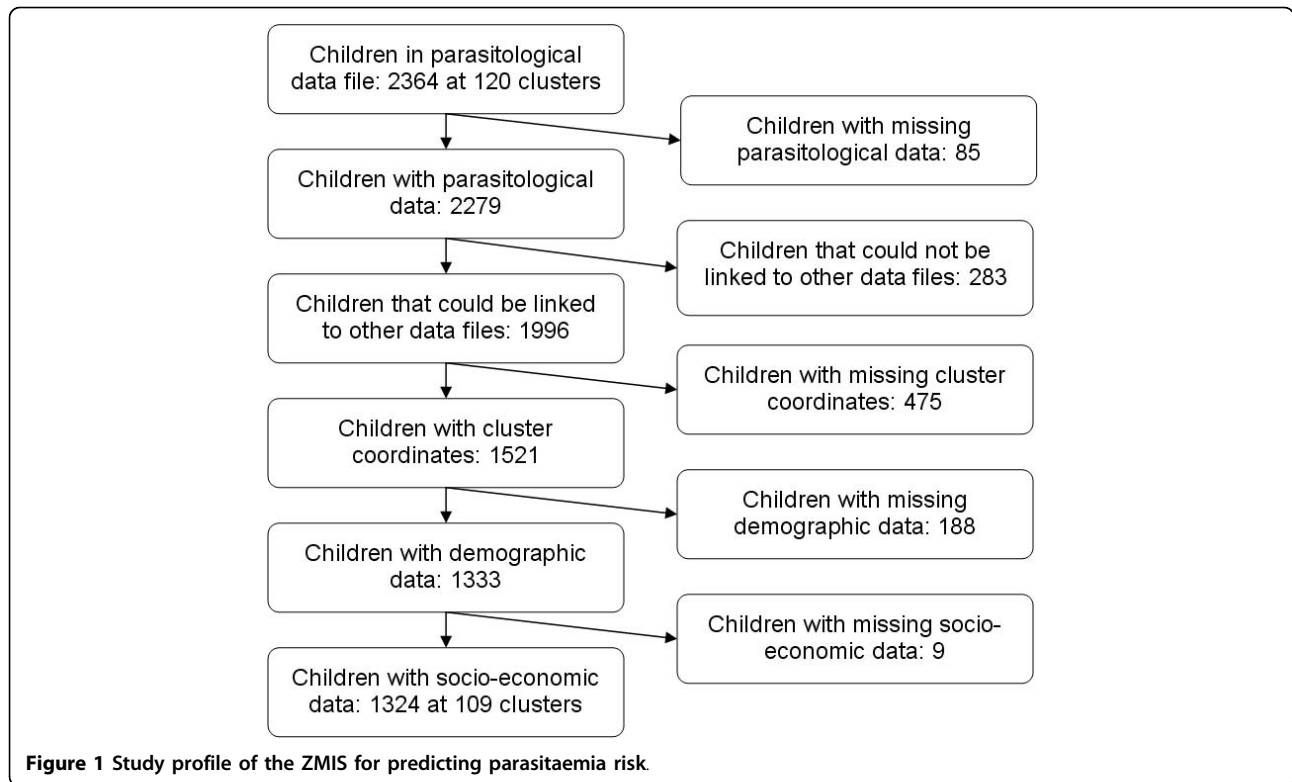 Children in parasitological
data file: 2364 at 120 clusters
Children with missing
parasitological data: 85
Children with parasitological
data: 2279
Children that could not be
linked to other data files: 283
Children that could be linked
to other data files: 1996
Children with missing cluster
coordinates: 475
Children with cluster
coordinates: 1521
Children with missing
demographic data: 188
Children with demographic
data: 1333
Children with missing socio-
economic data: 9
Children with socio-economic
data: 1324 at 109 clusters
Figure 1 Study profile of the ZMIS for predicting parasitaemia risk.